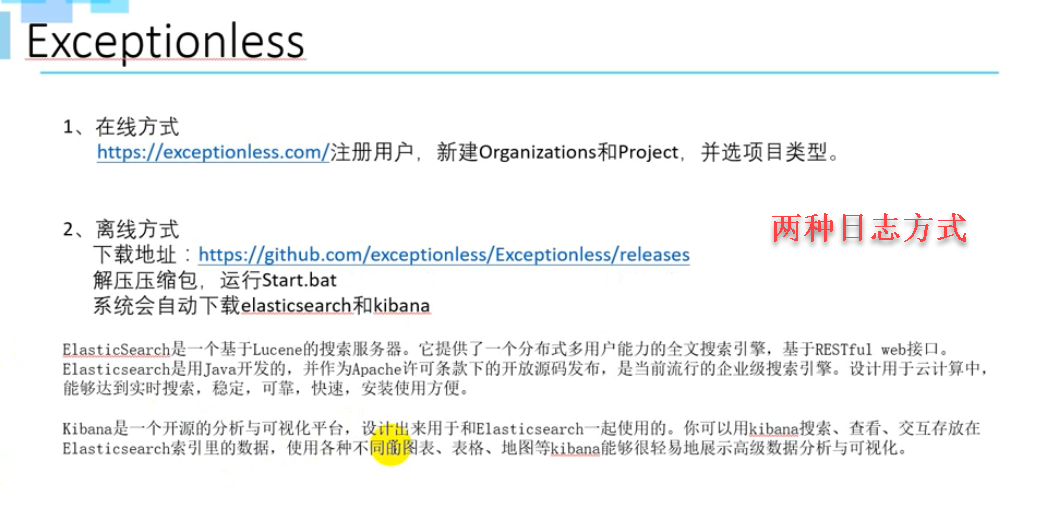 Exceptionless
1、在线方式
https://exceptionless.com/注册用户，新建Organizations和Project，并选项目类型。
2、离线方式
两种日志方式
下载地址：https://github.com/exceptionless/Exceptionless/releases
解压压缩包，运行Start.bat
系统会自动下载elasticsearch和kibana
ElasticSearch是一个基于Lucene的搜索服务器。它提供了一个分布式多用户能力的全文搜索引擎，基于RESTful web接口。
Elasticsearch是用Java开发的，并作为Apache许可条款下的开放源码发布，是当前流行的企业级搜索引擎。设计用于云计算中，
能够达到实时搜索，稳定，可靠，快速，安装使用方便。
Kibana是一个开源的分析与可视化平台，设计出来用于和Elasticsearch一起使用的。你可以用kibana搜索、查看、交互存放在
Elasticsearch索引里的数据，使用各种不同的图表、表格、地图等kibana能够很轻易地展示高级数据分析与可视化。